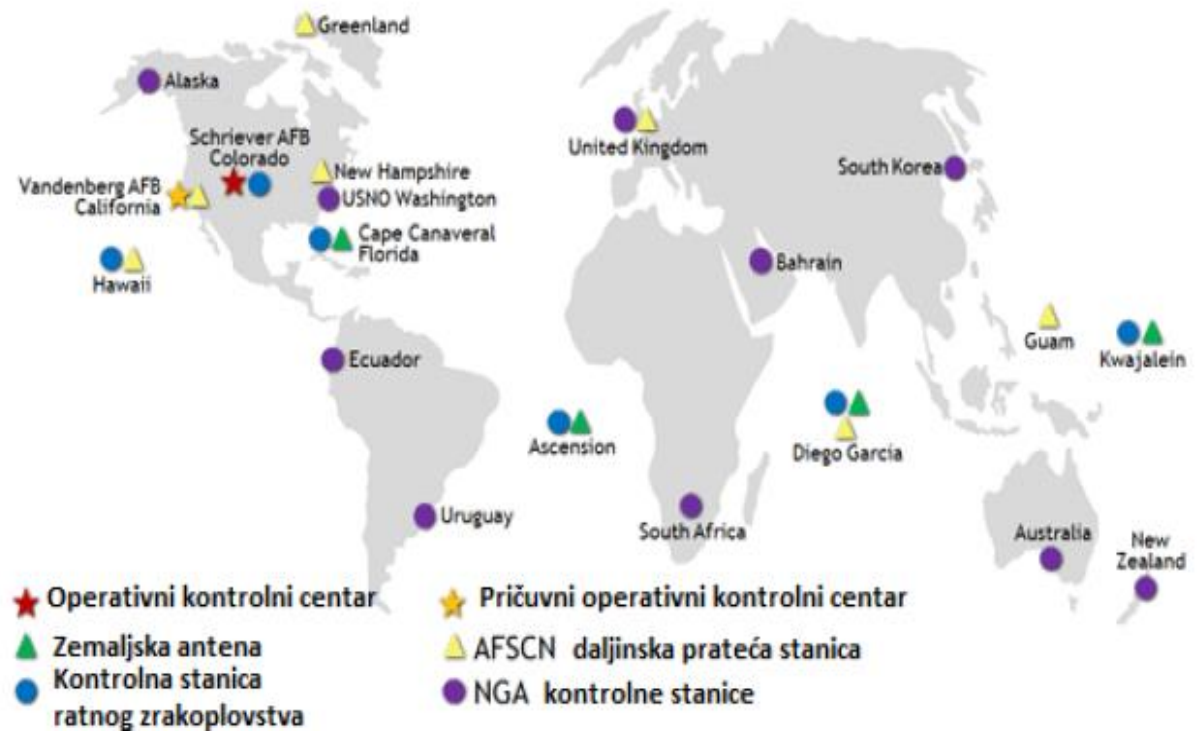 Greenland
Alaska
Schriever AFB
Colorado
United Kingdom
New Hampshire
South Korea
Vandenberg AFB
California
USNO Washington
Cape Canaveral
Florida
Bahrain
Hawaii
Guam
Kwajalein
Ecuador
Ascension
Diego Garcia
Uruguay
South Africa
Australia
New
Zealand
Operativni kontrolni centar
Pričuvni operativni kontrolni centar
Zemaljska antena
AFSCN daljinska prateća stanica
Kontrolna stanica
ratnog zrakoplovstva
NGA kontrolne stanice